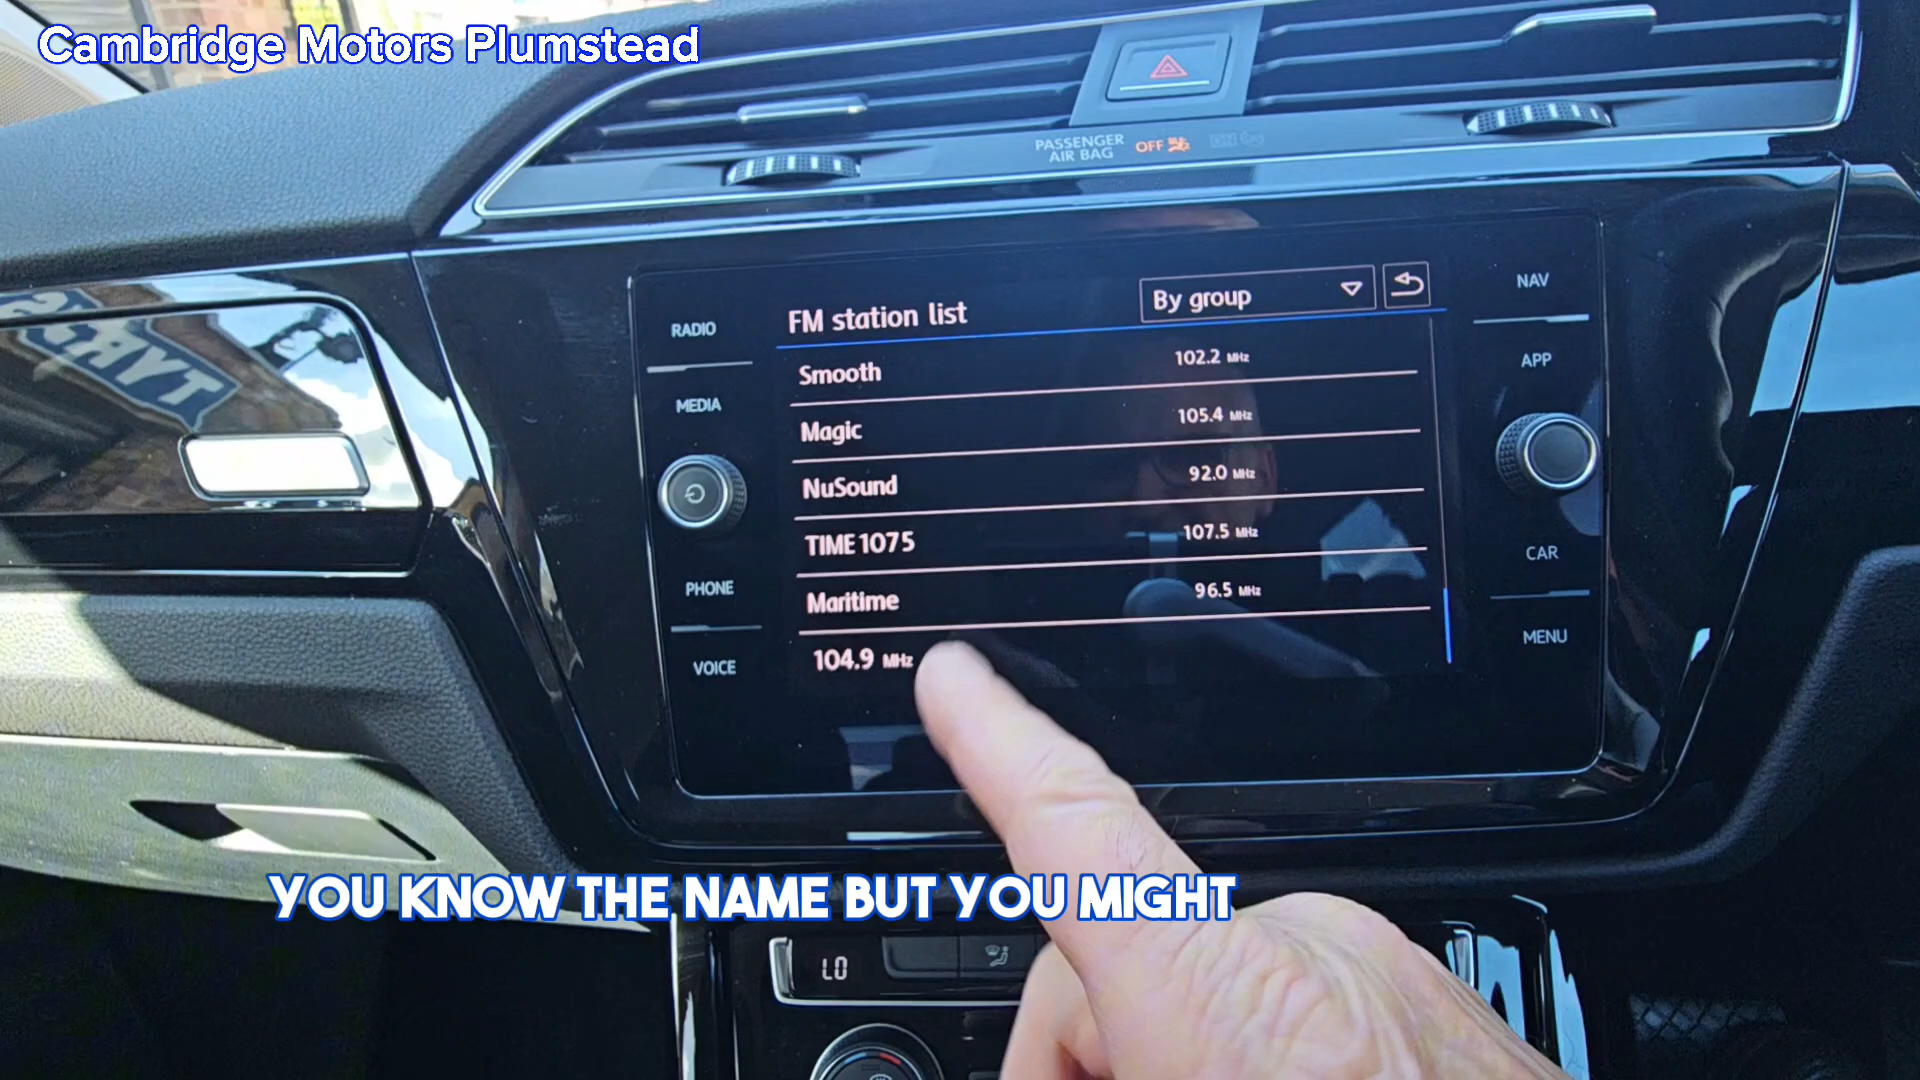 Cambridge Motors Plumstead
PASSENGER
AIR BAG OFF
RADIO
MEDIA
PHONE
VOICE
FM station list
By group
Smooth 102.2 MHz
Magic 105.4 MHz
NuSound 92.0 MHz
TIME 1075 107.5 MHz
Maritime 96.5 MHz
104.9 MHz
NAV
APP
CAR
MENU
YOU KNOW THE NAME BUT YOU MIGHT
LO